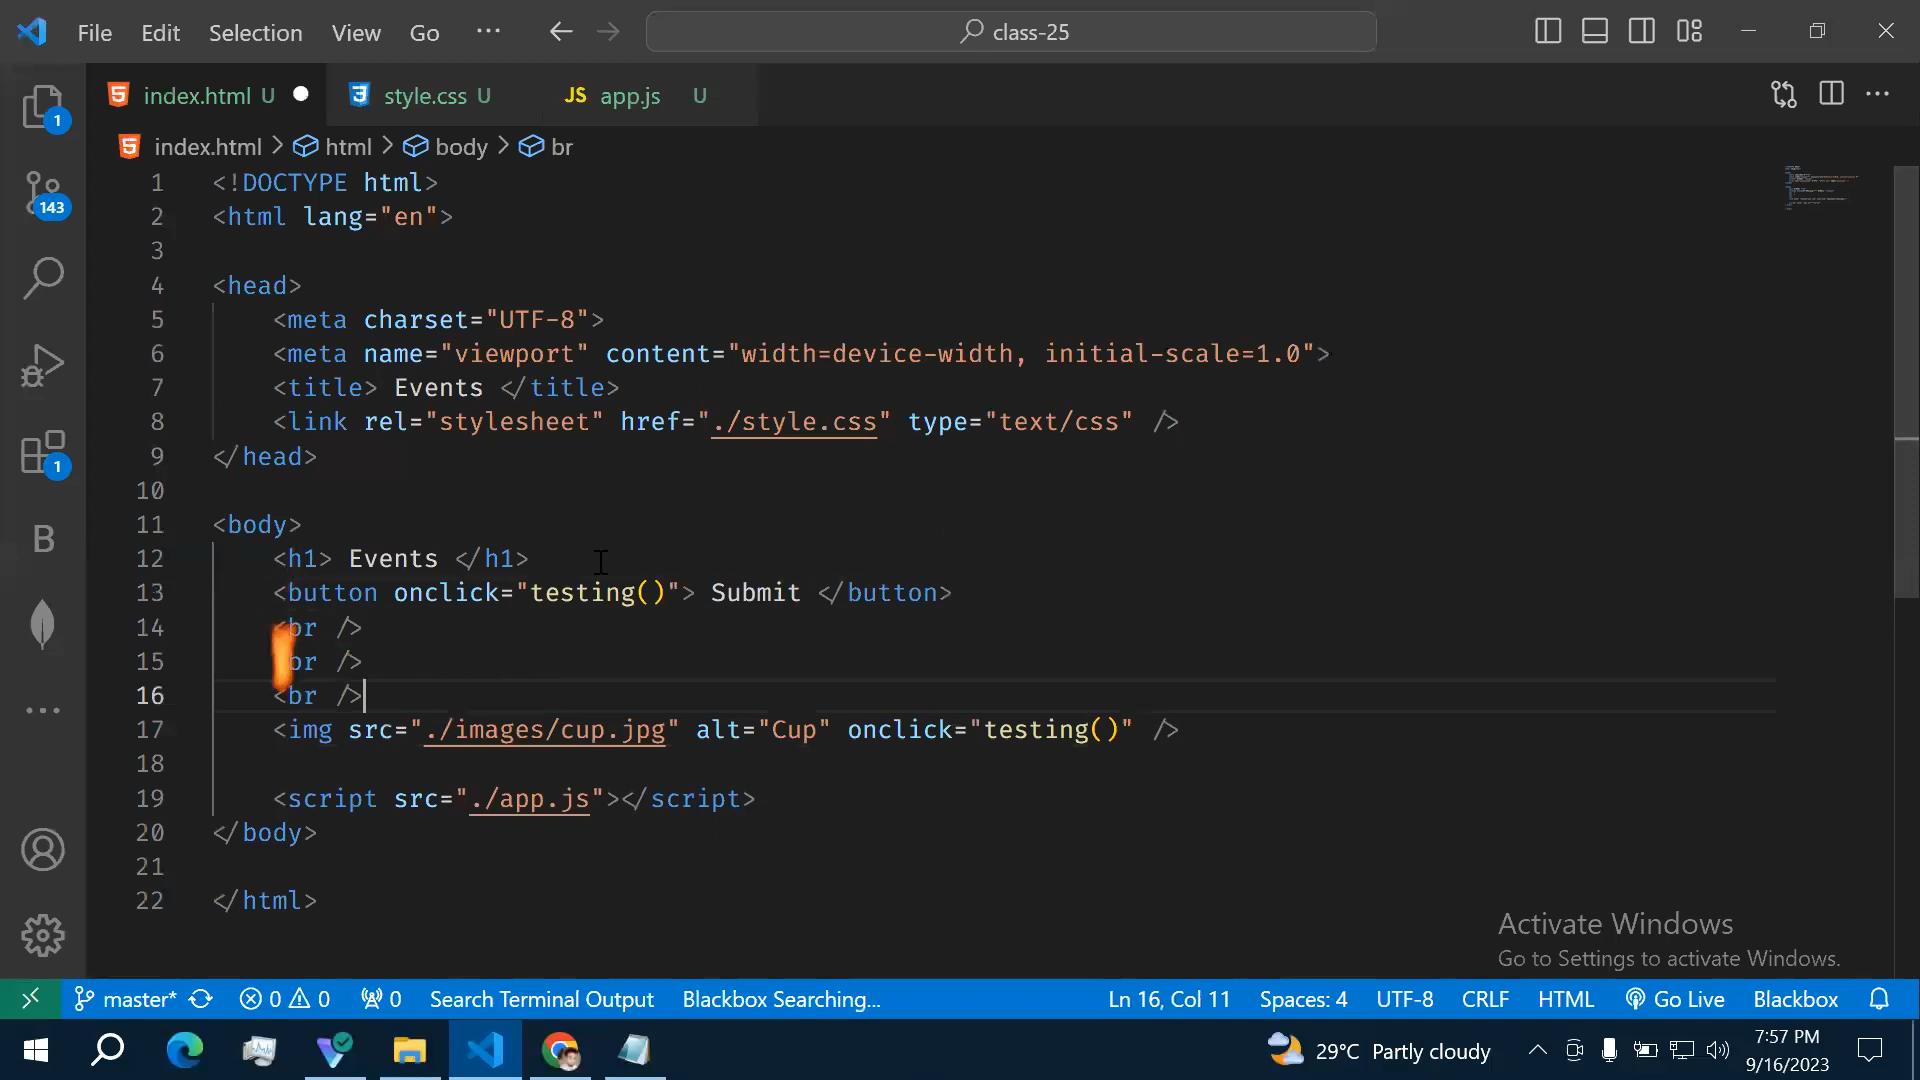 File Edit Selection View Go ··· class-25
index.html U style.css U JS app.js U
index.html > html > body > br
1 <!DOCTYPE html>
2 <html lang="en">
3
4 <head>
5 <meta charset="UTF-8">
6 <meta name="viewport" content="width=device-width, initial-scale=1.0">
7 <title> Events </title>
8 <link rel="stylesheet" href="./style.css" type="text/css" />
9 </head>
10
11 <body>
12 <h1> Events </h1>
13 <button onclick="testing()"> Submit </button>
14 <br />
15 br />
16 <br />
17 <img src="./images/cup.jpg" alt="Cup" onclick="testing()" />
18
19 <script src="./app.js"></script>
20 </body>
21
22 </html>
1
143
1
B
Activate Windows
Go to Settings to activate Windows.
master* 0 0 0 Search Terminal Output Blackbox Searching... Ln 16, Col 11 Spaces: 4 UTF-8 CRLF HTML Go Live Blackbox
29°C Partly cloudy 7:57 PM
9/16/2023